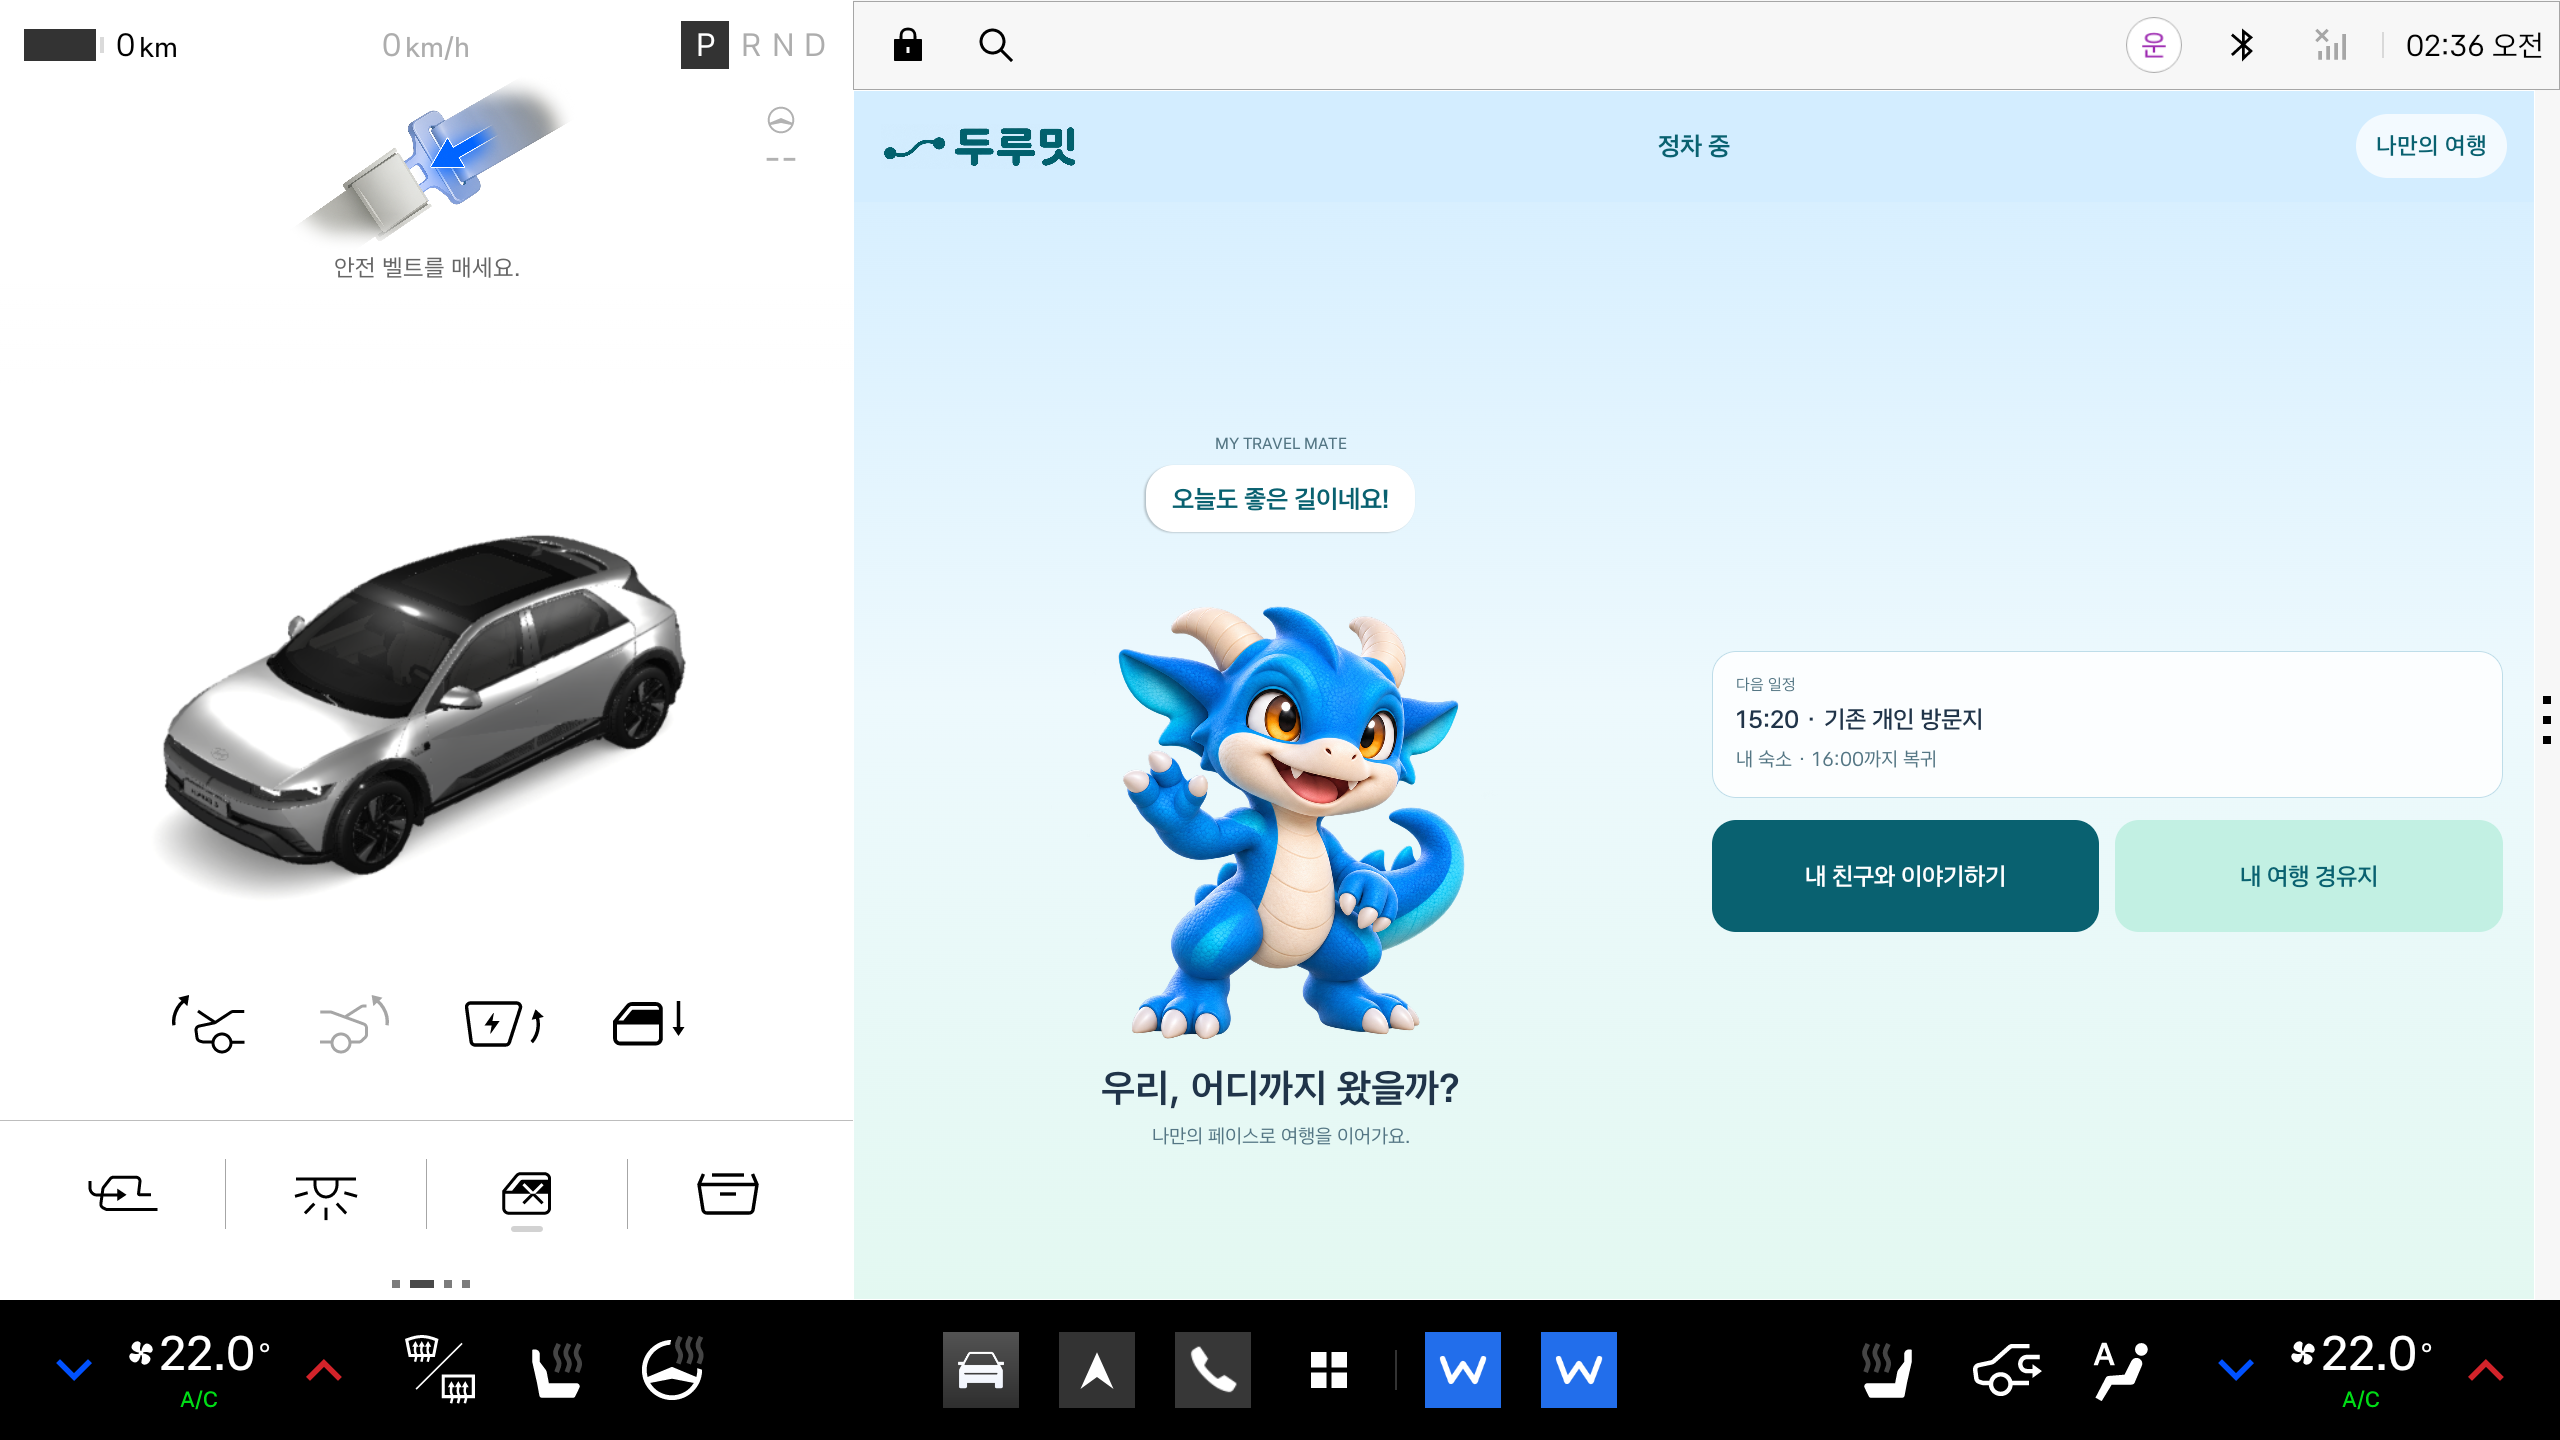 0 km
0 km/h
P R N D
안전 벨트를 매세요.
운
02:36 오전
두루밋
정차 중
나만의 여행
MY TRAVEL MATE
오늘도 좋은 길이네요!
다음 일정
15:20 · 기존 개인 방문지
내 숙소 · 16:00까지 복귀
내 친구와 이야기하기
내 여행 경유지
우리, 어디까지 왔을까?
나만의 페이스로 여행을 이어가요.
22.0°
A/C
A
22.0°
A/C